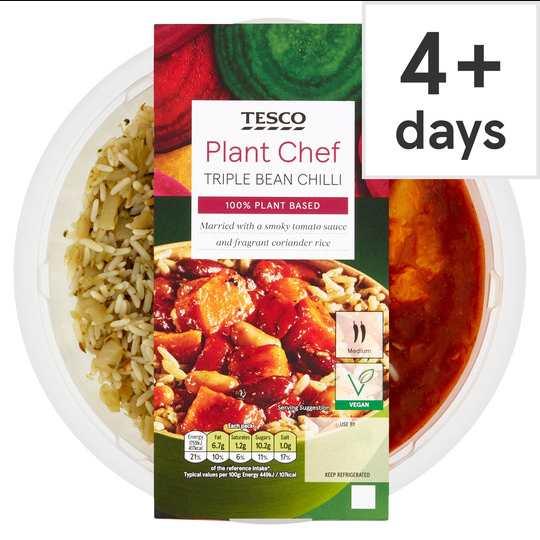 4+
days
TESCO
Plant Chef
TRIPLE BEAN CHILLI
100% PLANT BASED
Married with a smoky tomato sauce
and fragrant coriander rice
Medium
VEGAN
Serving Suggestion
USE BY
Each pack
Energy Fat Saturates Sugars Salt
1759kJ 6.7g 1.2g 10.2g 1.0g
417kcal
21% 10% 6% 11% 17%
of the reference intake*
Typical values per 100g: Energy 449kJ / 107kcal
KEEP REFRIGERATED